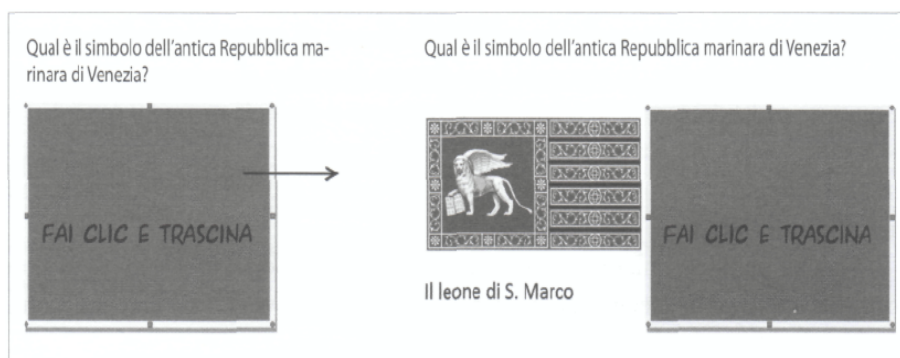 Qual è il simbolo dell'antica Repubblica ma-
rinara di Venezia?
FAI CLIC E TRASCINA
Qual è il simbolo dell'antica Repubblica marinara di Venezia?
Il leone di S. Marco
FAI CLIC E TRASCINA